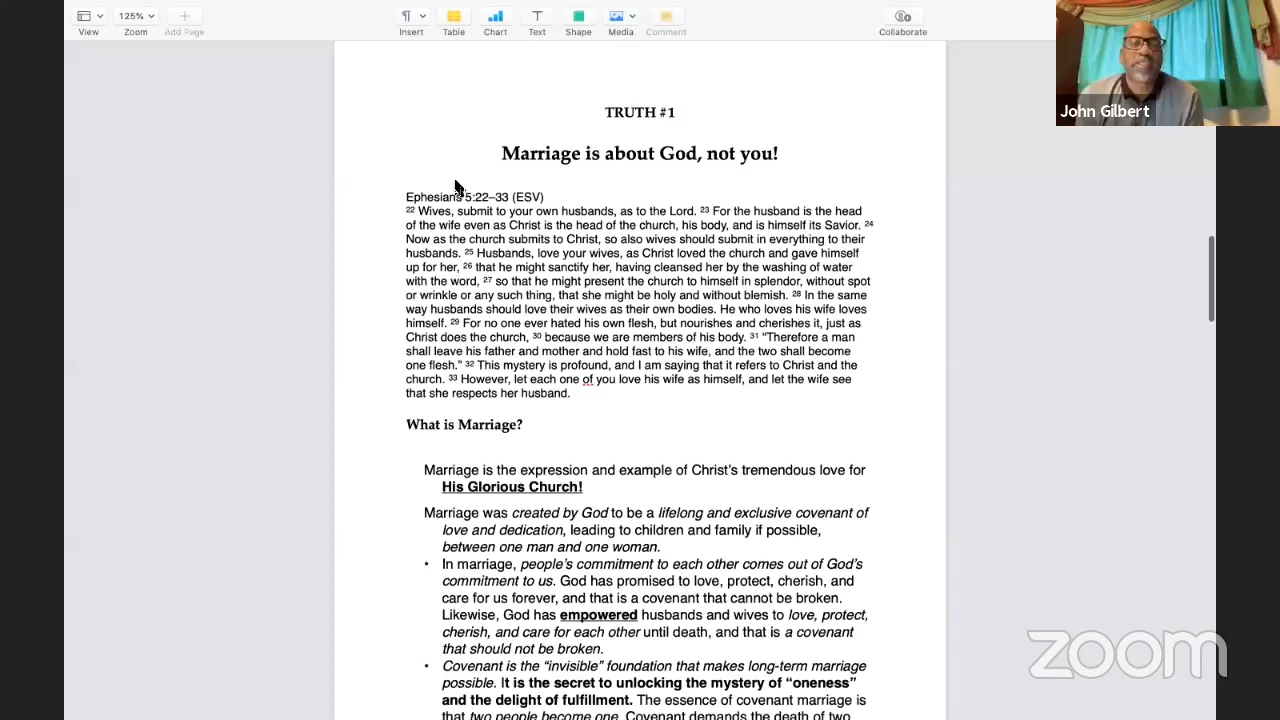 View
125%
Zoom
Add Page
Insert
Table
Chart
Text
Shape
Media
Comment
Collaborate
John Gilbert
TRUTH #1
Marriage is about God, not you!
Ephesians 5:22–33 (ESV)
22 Wives, submit to your own husbands, as to the Lord. 23 For the husband is the head
of the wife even as Christ is the head of the church, his body, and is himself its Savior. 24
Now as the church submits to Christ, so also wives should submit in everything to their
husbands. 25 Husbands, love your wives, as Christ loved the church and gave himself
up for her, 26 that he might sanctify her, having cleansed her by the washing of water
with the word, 27 so that he might present the church to himself in splendor, without spot
or wrinkle or any such thing, that she might be holy and without blemish. 28 In the same
way husbands should love their wives as their own bodies. He who loves his wife loves
himself. 29 For no one ever hated his own flesh, but nourishes and cherishes it, just as
Christ does the church, 30 because we are members of his body. 31 “Therefore a man
shall leave his father and mother and hold fast to his wife, and the two shall become
one flesh.” 32 This mystery is profound, and I am saying that it refers to Christ and the
church. 33 However, let each one of you love his wife as himself, and let the wife see
that she respects her husband.
What is Marriage?
Marriage is the expression and example of Christ’s tremendous love for
His Glorious Church!
Marriage was created by God to be a lifelong and exclusive covenant of
love and dedication, leading to children and family if possible,
between one man and one woman.
• In marriage, people’s commitment to each other comes out of God’s
commitment to us. God has promised to love, protect, cherish, and
care for us forever, and that is a covenant that cannot be broken.
Likewise, God has empowered husbands and wives to love, protect,
cherish, and care for each other until death, and that is a covenant
that should not be broken.
• Covenant is the “invisible” foundation that makes long-term marriage
possible. It is the secret to unlocking the mystery of “oneness”
and the delight of fulfillment. The essence of covenant marriage is
that two people become one. Covenant demands the death of two
zoom